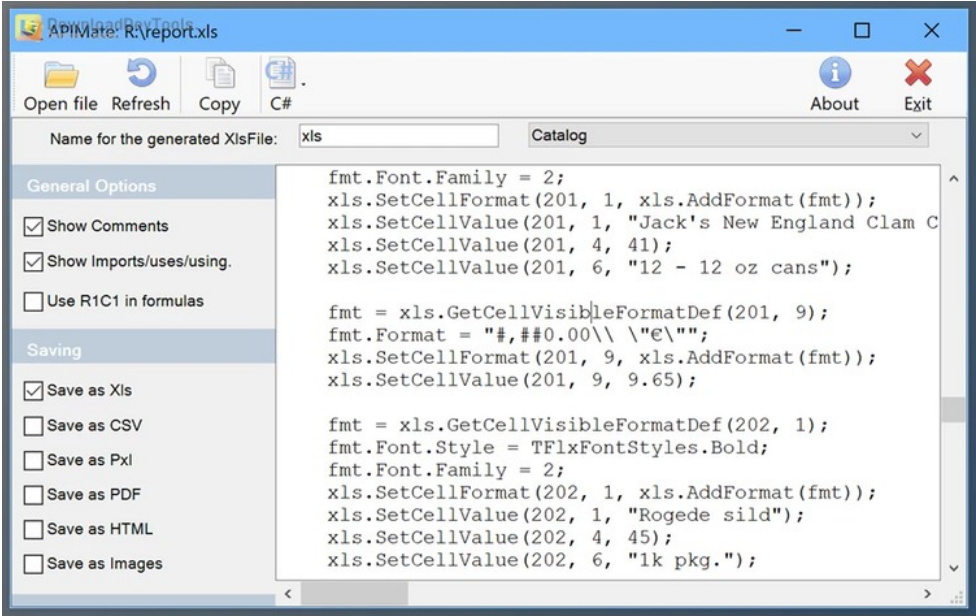 DownloadDevTools
APIMate: R:\report.xls
Open file Refresh Copy C# About Exit
Name for the generated XlsFile: xls Catalog
General Options
Show Comments
Show Imports/uses/using.
Use R1C1 in formulas
Saving
Save as Xls
Save as CSV
Save as Pxl
Save as PDF
Save as HTML
Save as Images
fmt.Font.Family = 2;
xls.SetCellFormat(201, 1, xls.AddFormat(fmt));
xls.SetCellValue(201, 1, "Jack's New England Clam C
xls.SetCellValue(201, 4, 41);
xls.SetCellValue(201, 6, "12 - 12 oz cans");
fmt = xls.GetCellVisibleFormatDef(201, 9);
fmt.Format = "#,##0.00\\ \"€\"";
xls.SetCellFormat(201, 9, xls.AddFormat(fmt));
xls.SetCellValue(201, 9, 9.65);
fmt = xls.GetCellVisibleFormatDef(202, 1);
fmt.Font.Style = TFlxFontStyles.Bold;
fmt.Font.Family = 2;
xls.SetCellFormat(202, 1, xls.AddFormat(fmt));
xls.SetCellValue(202, 1, "Rogede sild");
xls.SetCellValue(202, 4, 45);
xls.SetCellValue(202, 6, "1k pkg.");